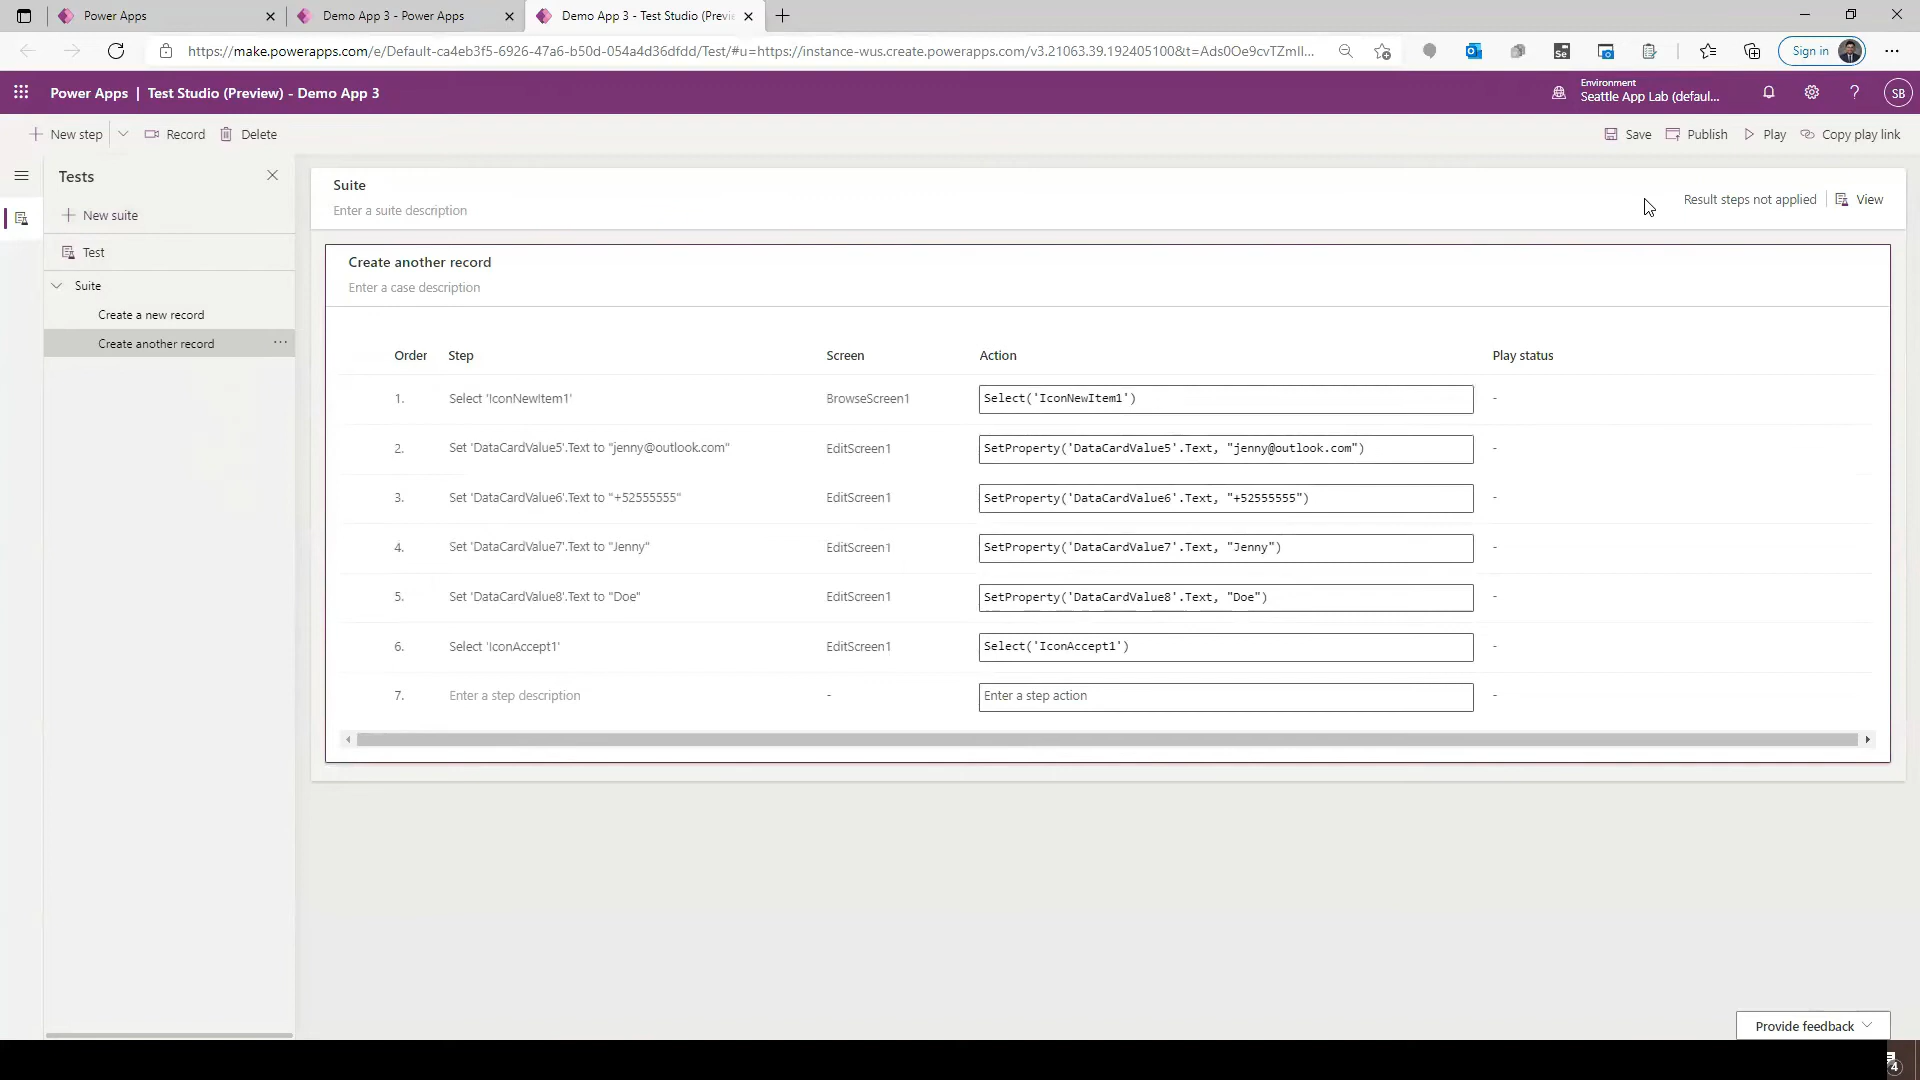 Power Apps
Demo App 3 - Power Apps
Demo App 3 - Test Studio (Previ
https://make.powerapps.com/e/Default-ca4eb3f5-6926-47a6-b50d-054a4d36dfdd/Test/#u=https://instance-wus.create.powerapps.com/v3.21063.39.192405100&t=Ads0Oe9cvTZmII...
Se
Sign in
Power Apps | Test Studio (Preview) - Demo App 3
Environment
Seattle App Lab (defaul...
?
SB
New step
Record
Delete
Save
Publish
Play
Copy play link
Tests
New suite
Test
Suite
Create a new record
Create another record
Suite
Enter a suite description
Result steps not applied
View
Create another record
Enter a case description
Order Step Screen Action Play status
1. Select 'IconNewItem1' BrowseScreen1 Select('IconNewItem1') -
2. Set 'DataCardValue5'.Text to "jenny@outlook.com" EditScreen1 SetProperty('DataCardValue5'.Text, "jenny@outlook.com") -
3. Set 'DataCardValue6'.Text to "+52555555" EditScreen1 SetProperty('DataCardValue6'.Text, "+52555555") -
4. Set 'DataCardValue7'.Text to "Jenny" EditScreen1 SetProperty('DataCardValue7'.Text, "Jenny") -
5. Set 'DataCardValue8'.Text to "Doe" EditScreen1 SetProperty('DataCardValue8'.Text, "Doe") -
6. Select 'IconAccept1' EditScreen1 Select('IconAccept1') -
7. Enter a step description - Enter a step action -
Provide feedback
4